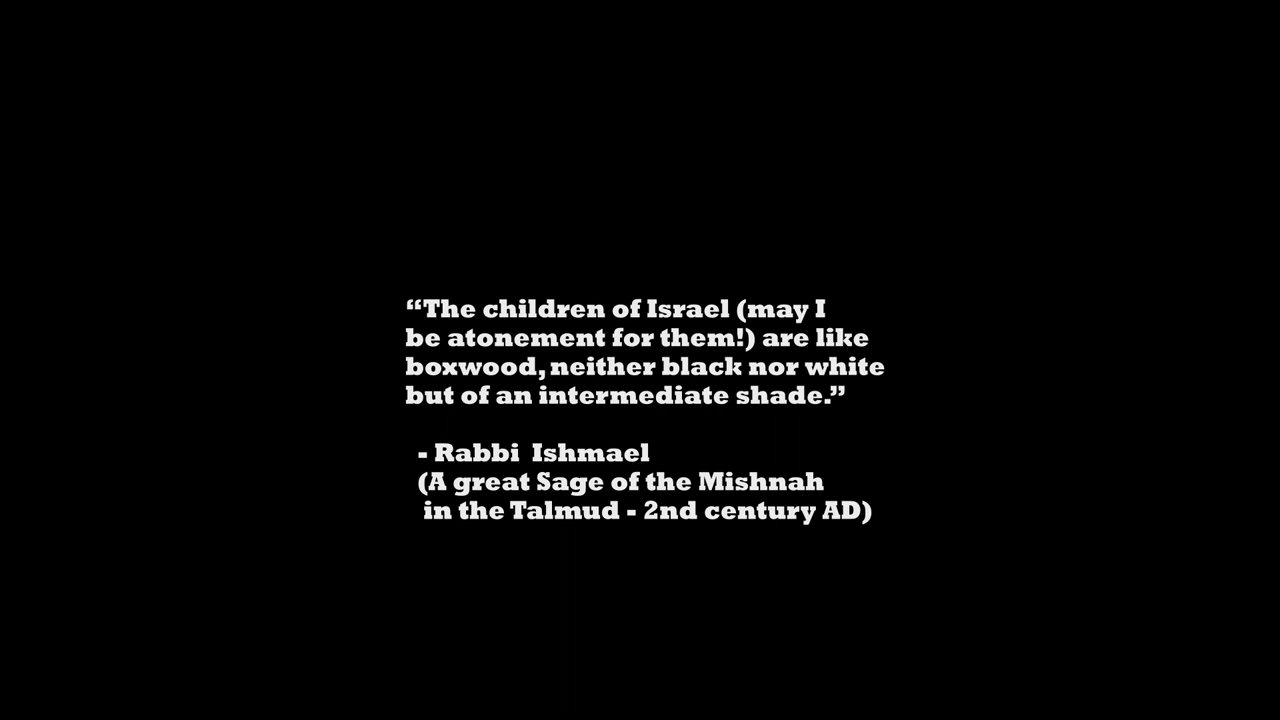 “The children of Israel (may I
be atonement for them!) are like
boxwood, neither black nor white
but of an intermediate shade.”
- Rabbi Ishmael
(A great Sage of the Mishnah
in the Talmud - 2nd century AD)